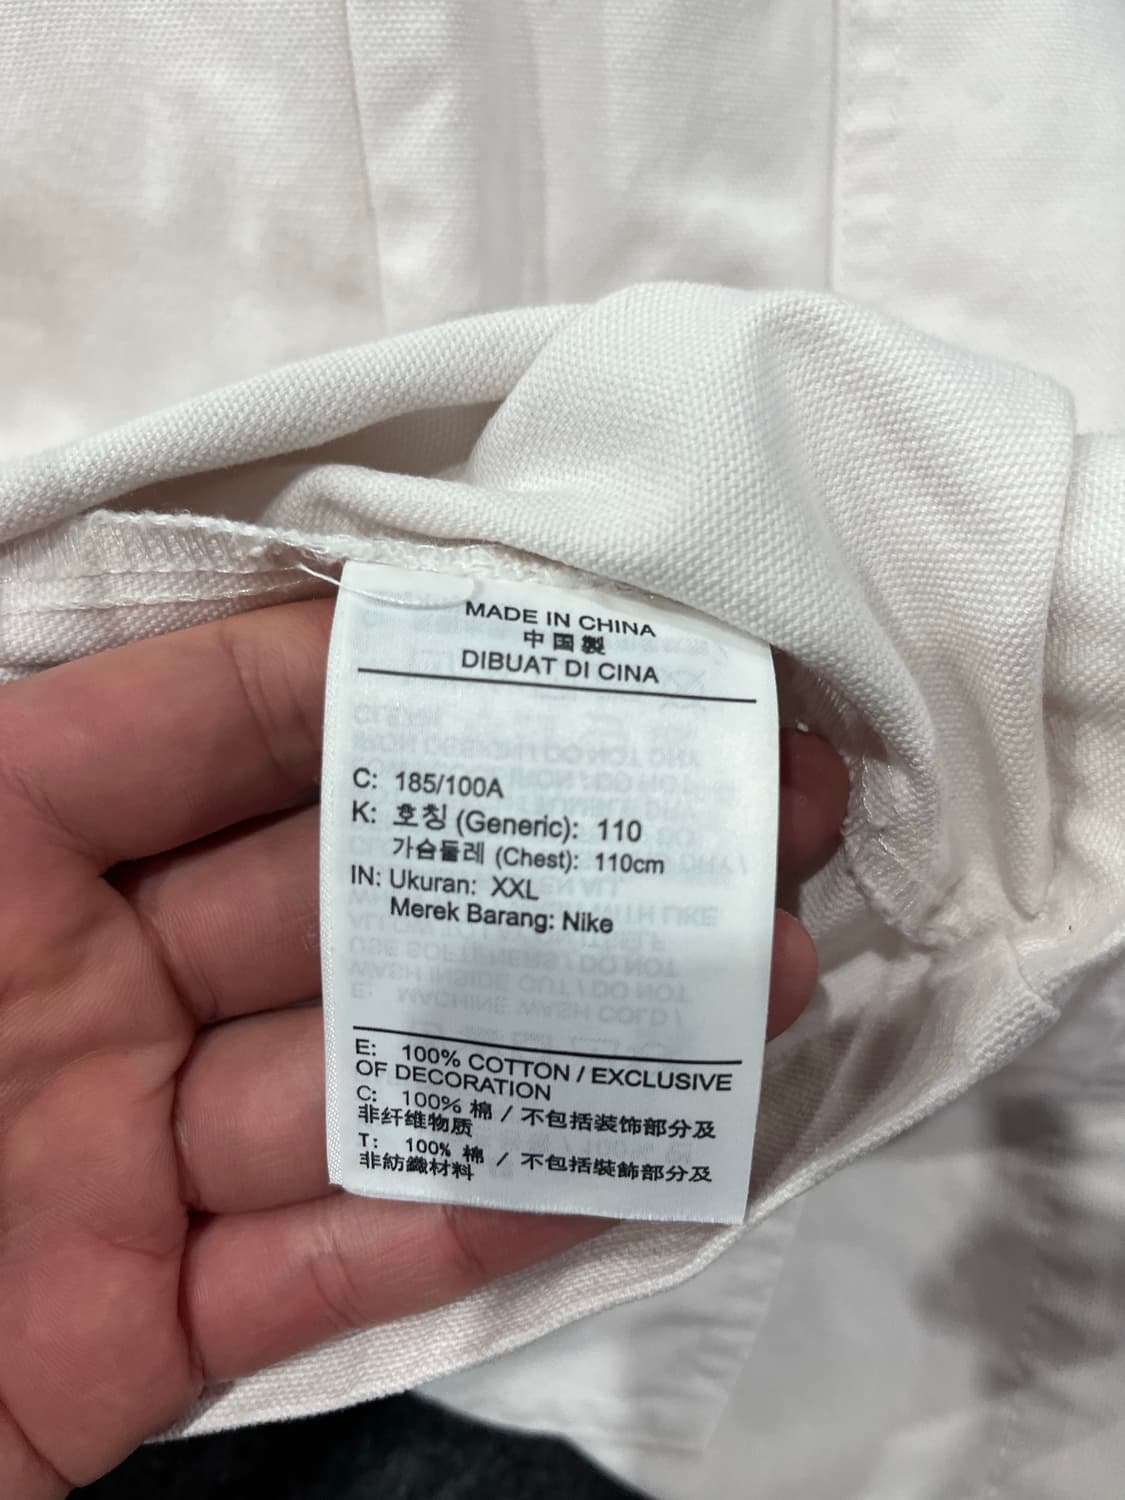 MADE IN CHINA
中国製
DIBUAT DI CINA
C: 185/100A
K: 호칭 (Generic): 110
가슴둘레 (Chest): 110cm
IN: Ukuran: XXL
Merek Barang: Nike
E: 100% COTTON / EXCLUSIVE
OF DECORATION
C: 100% 棉 / 不包括装饰部分及
非纤维物质
T: 100% 棉 / 不包括裝飾部分及
非紡織材料